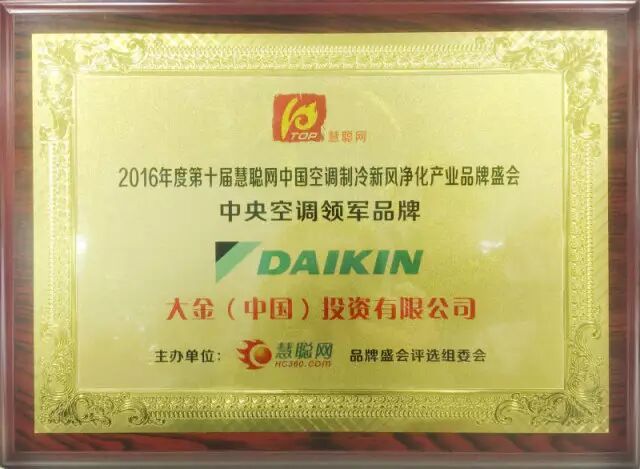 TOP 慧聪网
2016年度第十届慧聪网中国空调制冷新风净化产业品牌盛会
中央空调领军品牌
DAIKIN
大金（中国）投资有限公司
主办单位： 慧聪网 HC360.com 品牌盛会评选组委会